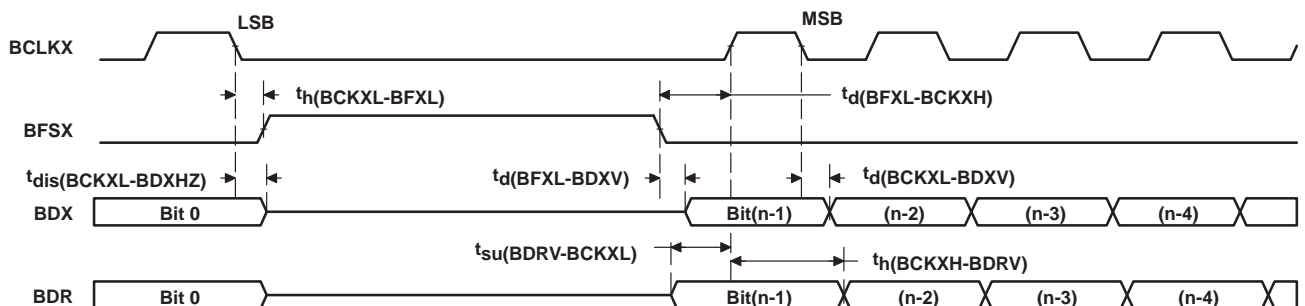 LSB MSB
BCLKX
th(BCKXL-BFXL) td(BFXL-BCKXH)
BFSX
tdis(BCKXL-BDXHZ) td(BFXL-BDXV) td(BCKXL-BDXV)
BDX Bit 0 Bit(n-1) (n-2) (n-3) (n-4)
tsu(BDRV-BCKXL) th(BCKXH-BDRV)
BDR Bit 0 Bit(n-1) (n-2) (n-3) (n-4)